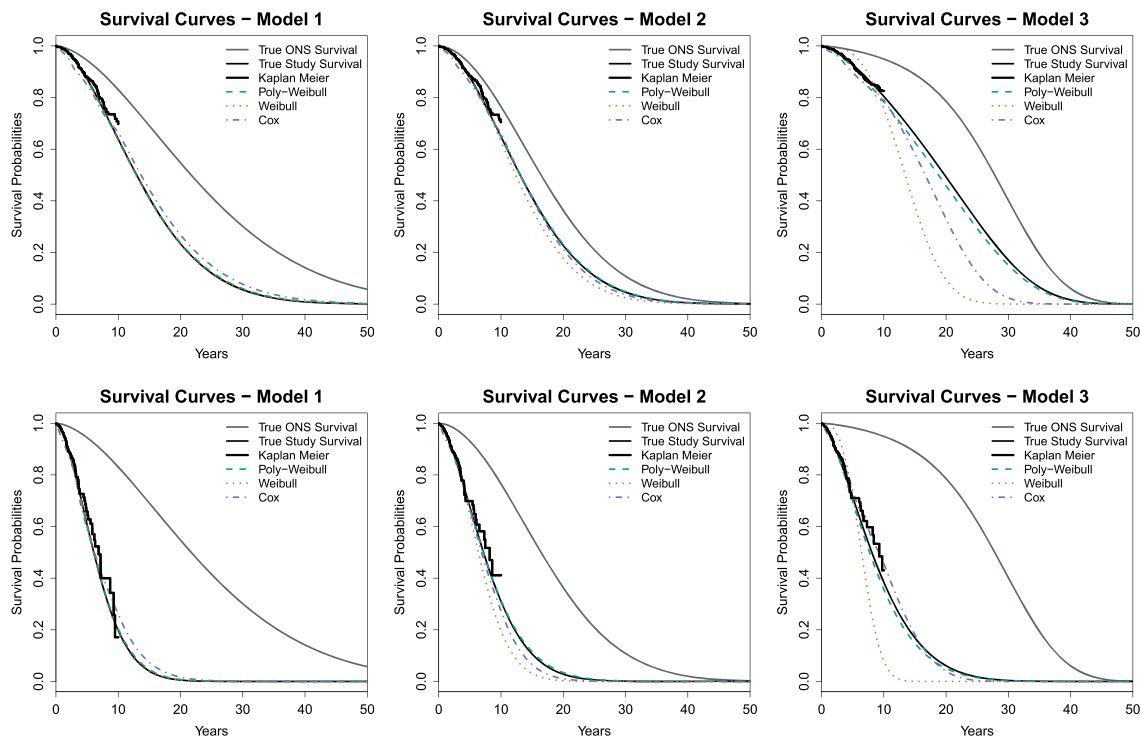 Survival Curves − Model 1
Survival Probabilities
1.0
0.8
0.6
0.4
0.2
0.0
True ONS Survival
True Study Survival
Kaplan Meier
Poly−Weibull
Weibull
Cox
0 10 20 30 40 50
Years
Survival Curves − Model 2
Survival Probabilities
1.0
0.8
0.6
0.4
0.2
0.0
True ONS Survival
True Study Survival
Kaplan Meier
Poly−Weibull
Weibull
Cox
0 10 20 30 40 50
Years
Survival Curves − Model 3
Survival Probabilities
1.0
0.8
0.6
0.4
0.2
0.0
True ONS Survival
True Study Survival
Kaplan Meier
Poly−Weibull
Weibull
Cox
0 10 20 30 40 50
Years
Survival Curves − Model 1
Survival Probabilities
1.0
0.8
0.6
0.4
0.2
0.0
True ONS Survival
True Study Survival
Kaplan Meier
Poly−Weibull
Weibull
Cox
0 10 20 30 40 50
Years
Survival Curves − Model 2
Survival Probabilities
1.0
0.8
0.6
0.4
0.2
0.0
True ONS Survival
True Study Survival
Kaplan Meier
Poly−Weibull
Weibull
Cox
0 10 20 30 40 50
Years
Survival Curves − Model 3
Survival Probabilities
1.0
0.8
0.6
0.4
0.2
0.0
True ONS Survival
True Study Survival
Kaplan Meier
Poly−Weibull
Weibull
Cox
0 10 20 30 40 50
Years